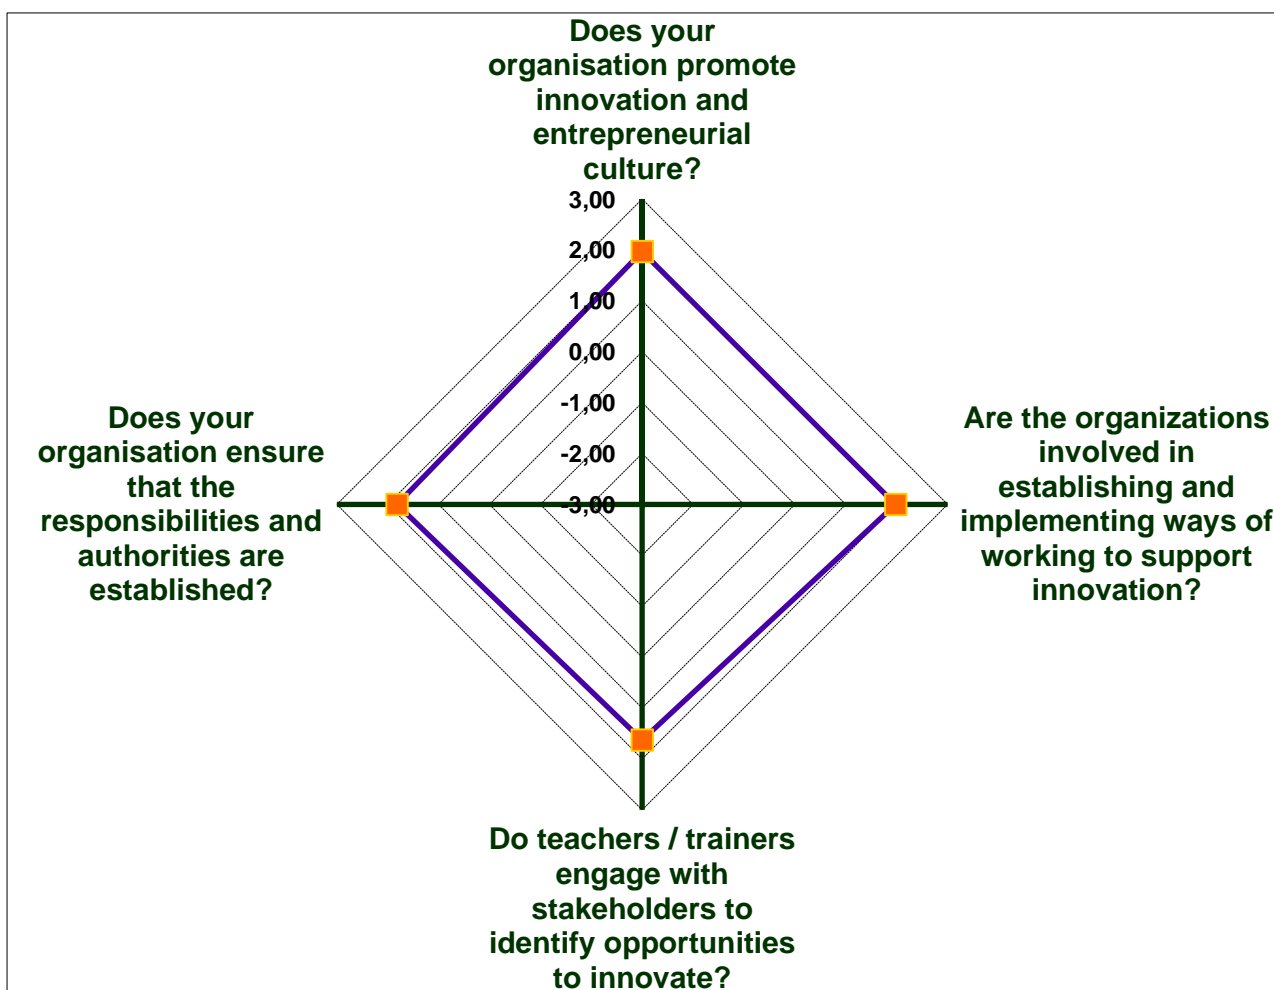 Does your
organisation promote
innovation and
entrepreneurial
culture?
3,00
2,00
1,00
0,00
-1,00
-2,00
-3,00
Does your
organisation ensure
that the
responsibilities and
authorities are
established?
Are the organizations
involved in
establishing and
implementing ways of
working to support
innovation?
Do teachers / trainers
engage with
stakeholders to
identify opportunities
to innovate?